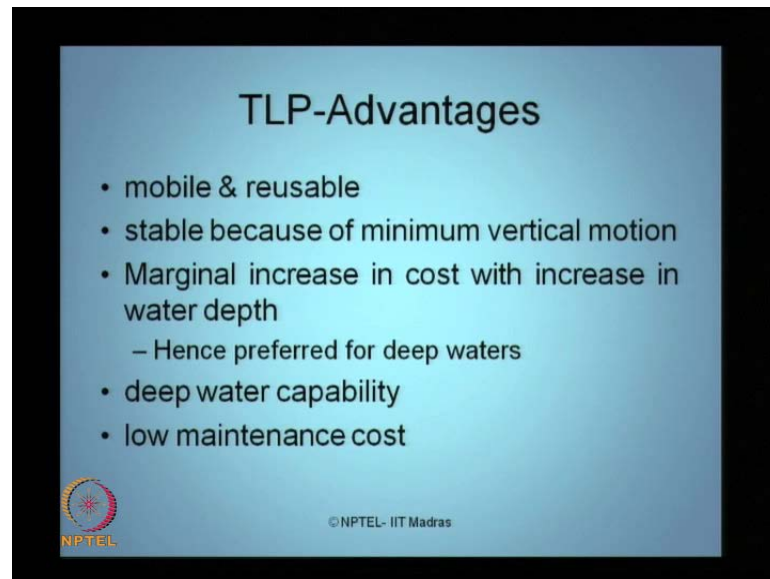 TLP-Advantages
• mobile & reusable
• stable because of minimum vertical motion
• Marginal increase in cost with increase in
water depth
– Hence preferred for deep waters
• deep water capability
• low maintenance cost
© NPTEL- IIT Madras
NPTEL